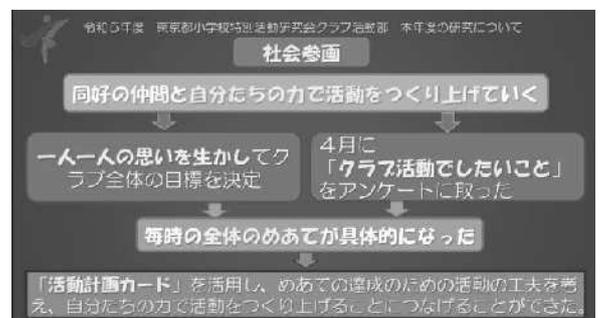 令和5年度 東京都小学校特別活動研究会クラブ活動部 本年度の研究について
社会参画
同好の仲間と自分たちの力で活動をつくり上げていく
一人一人の思いを生かしてク
ラブ全体の目標を決定
4月に
「クラブ活動でしたいこと」
をアンケートに取った
毎時の全体のめあてが具体的になった
「活動計画カード」を活用し、めあての達成のための活動の工夫を考
え、自分たちの力で活動をつくり上げることにつなげることができた。